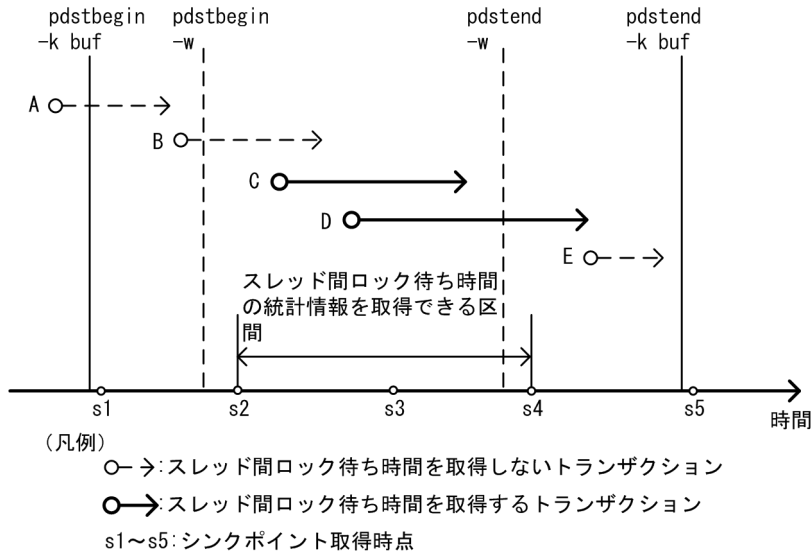 pdstbegin
-k buf
pdstbegin
-w
pdstend
-w
pdstend
-k buf
A
B
C
D
E
スレッド間ロック待ち時間
の統計情報を取得できる区
間
s1
s2
s3
s4
s5
時間
(凡例)
:スレッド間ロック待ち時間を取得しないトランザクション
:スレッド間ロック待ち時間を取得するトランザクション
s1~s5:シンクポイント取得時点